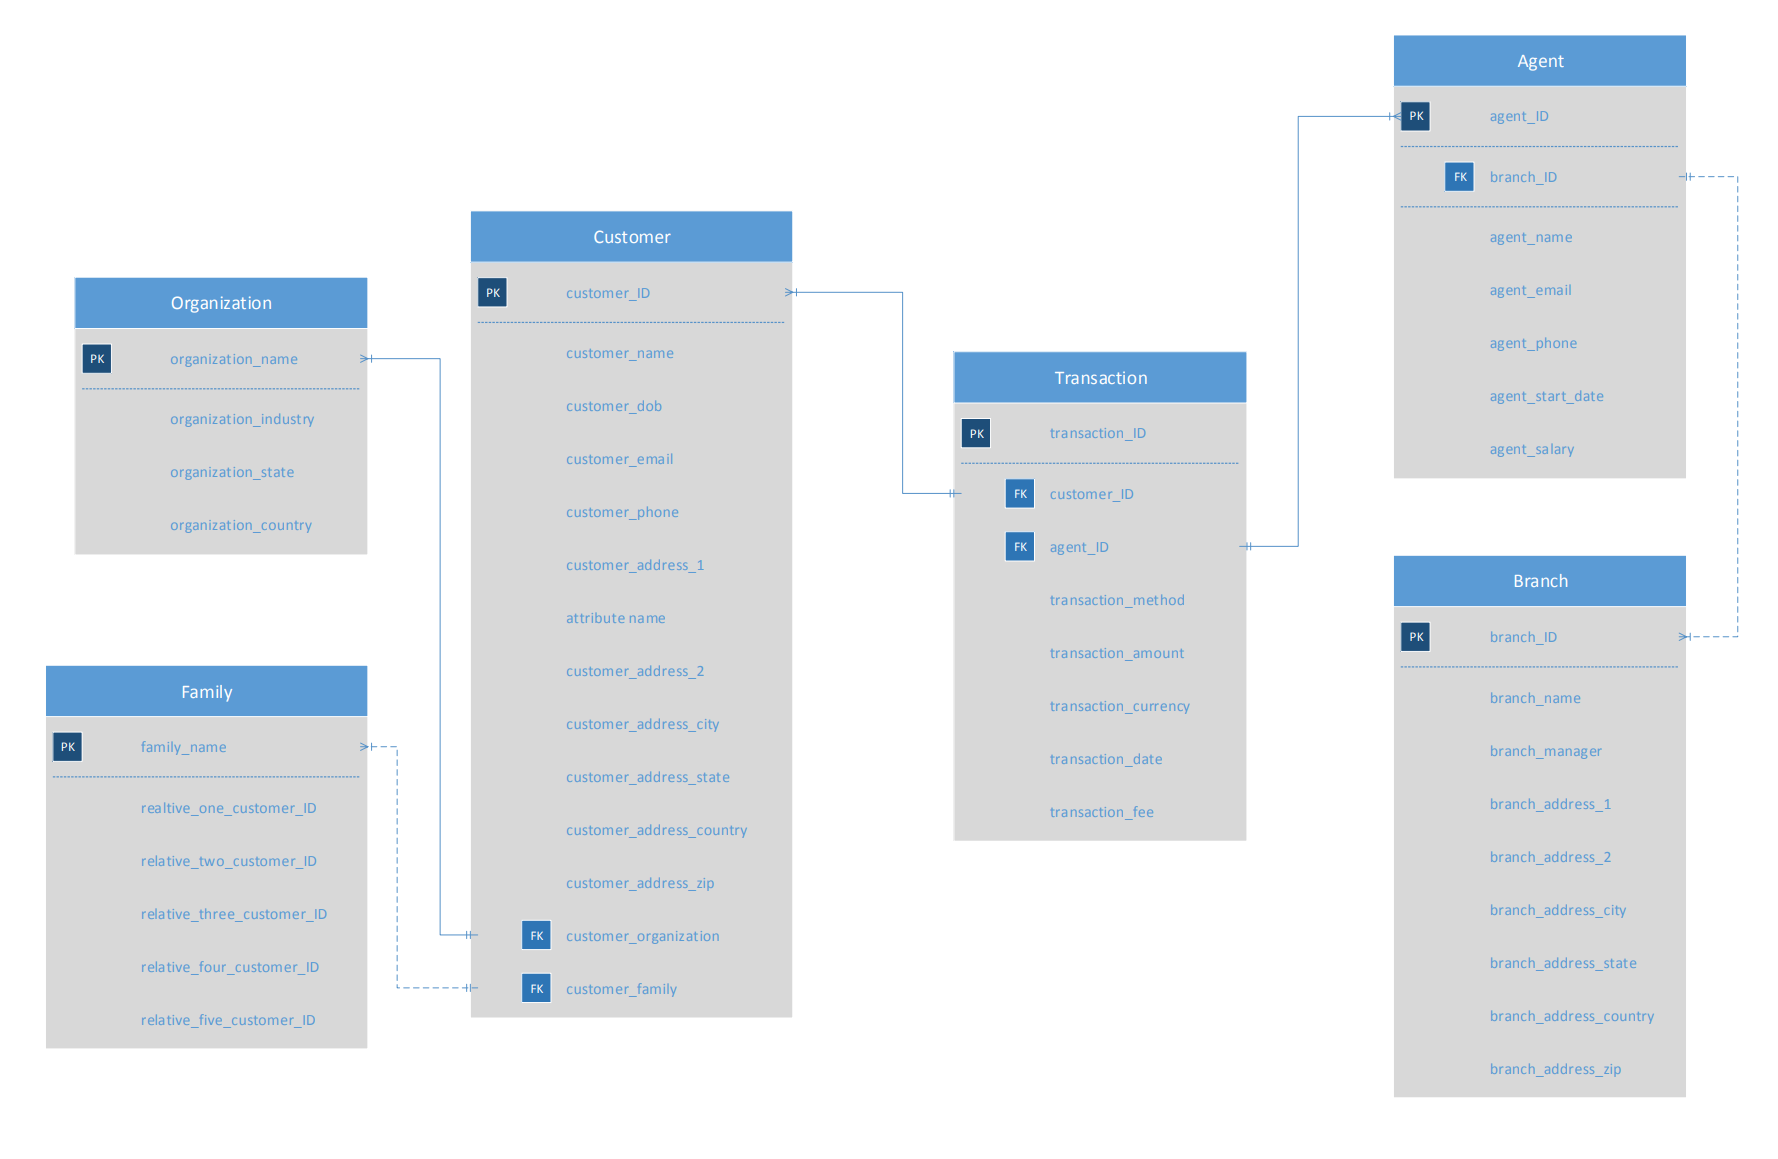 Organization
PK organization_name
organization_industry
organization_state
organization_country
Family
PK family_name
realtive_one_customer_ID
relative_two_customer_ID
relative_three_customer_ID
relative_four_customer_ID
relative_five_customer_ID
Customer
PK customer_ID
customer_name
customer_dob
customer_email
customer_phone
customer_address_1
attribute name
customer_address_2
customer_address_city
customer_address_state
customer_address_country
customer_address_zip
FK customer_organization
FK customer_family
Transaction
PK transaction_ID
FK customer_ID
FK agent_ID
transaction_method
transaction_amount
transaction_currency
transaction_date
transaction_fee
Agent
PK agent_ID
FK branch_ID
agent_name
agent_email
agent_phone
agent_start_date
agent_salary
Branch
PK branch_ID
branch_name
branch_manager
branch_address_1
branch_address_2
branch_address_city
branch_address_state
branch_address_country
branch_address_zip